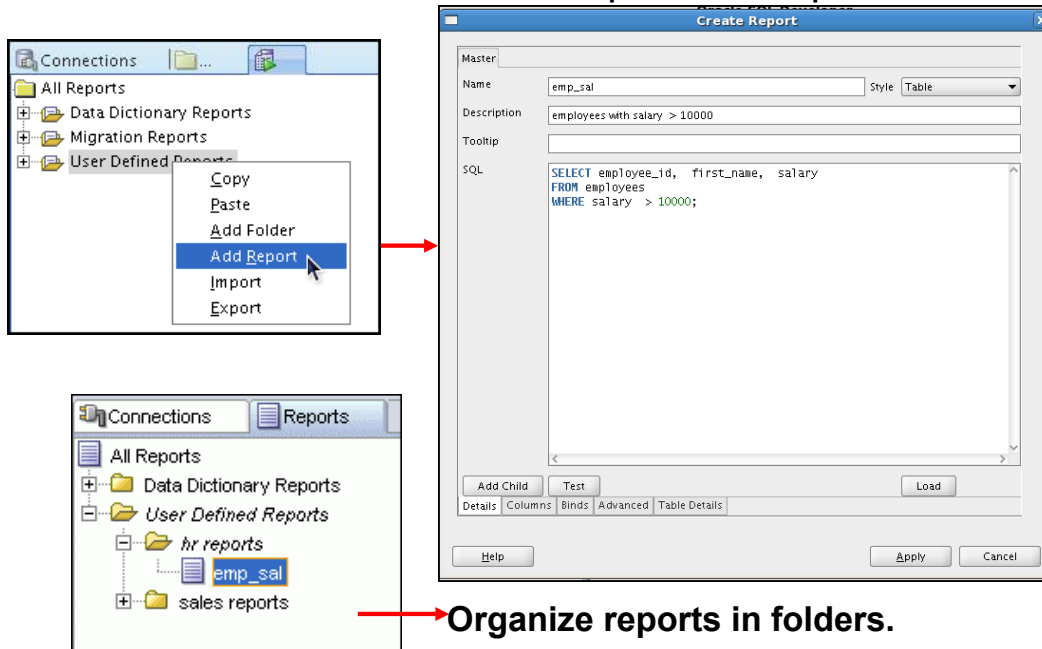 Create Report
Connections ...
All Reports
Data Dictionary Reports
Migration Reports
User Defined Reports
Copy
Paste
Add Folder
Add Report
Import
Export
Master
Name emp_sal Style Table
Description employees with salary > 10000
Tooltip
SQL
SELECT employee_id, first_name, salary
FROM employees
WHERE salary > 10000;
Add Child Test Load
Details Columns Binds Advanced Table Details
Help Apply Cancel
Connections Reports
All Reports
Data Dictionary Reports
User Defined Reports
hr reports
emp_sal
sales reports
Organize reports in folders.